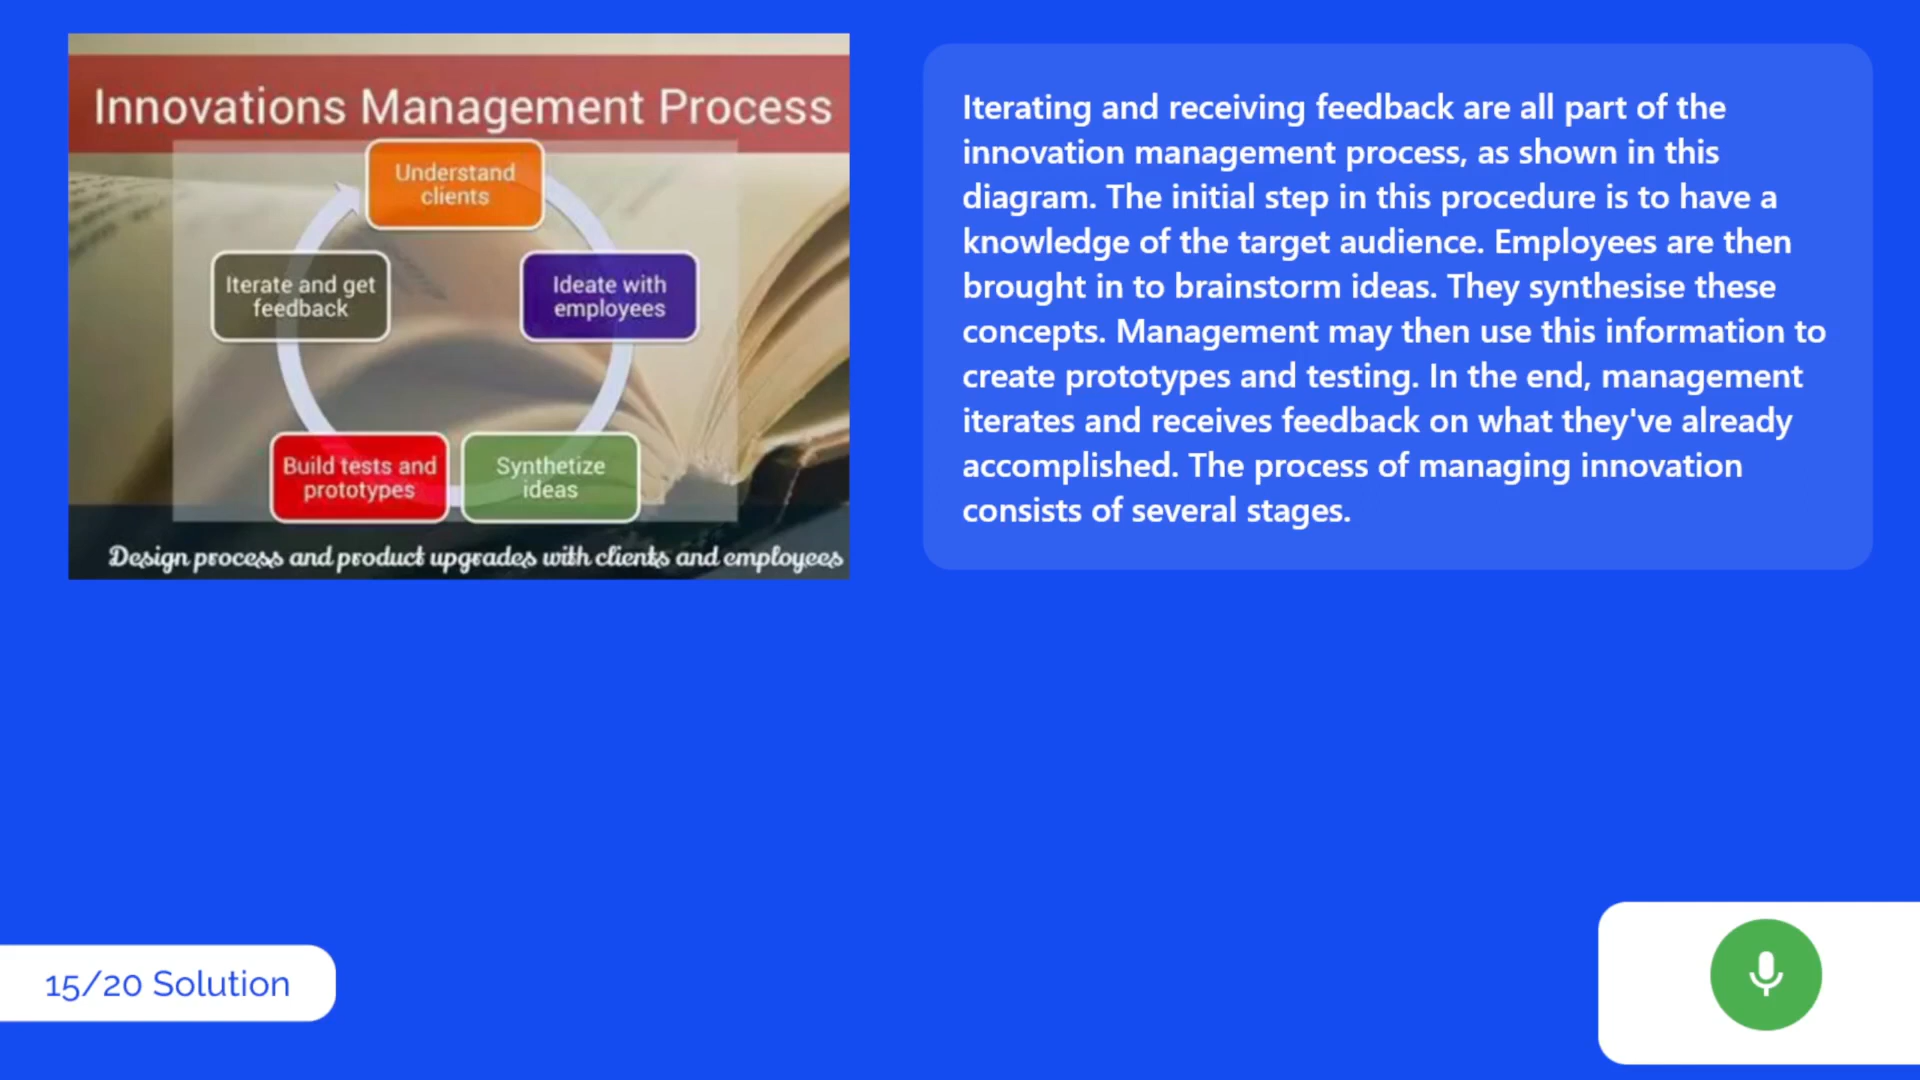 Innovations Management Process
Understand
clients
Iterate and get
feedback
Ideate with
employees
Build tests and
prototypes
Synthetize
ideas
Design process and product upgrades with clients and employees
Iterating and receiving feedback are all part of the
innovation management process, as shown in this
diagram. The initial step in this procedure is to have a
knowledge of the target audience. Employees are then
brought in to brainstorm ideas. They synthesise these
concepts. Management may then use this information to
create prototypes and testing. In the end, management
iterates and receives feedback on what they've already
accomplished. The process of managing innovation
consists of several stages.
15/20 Solution